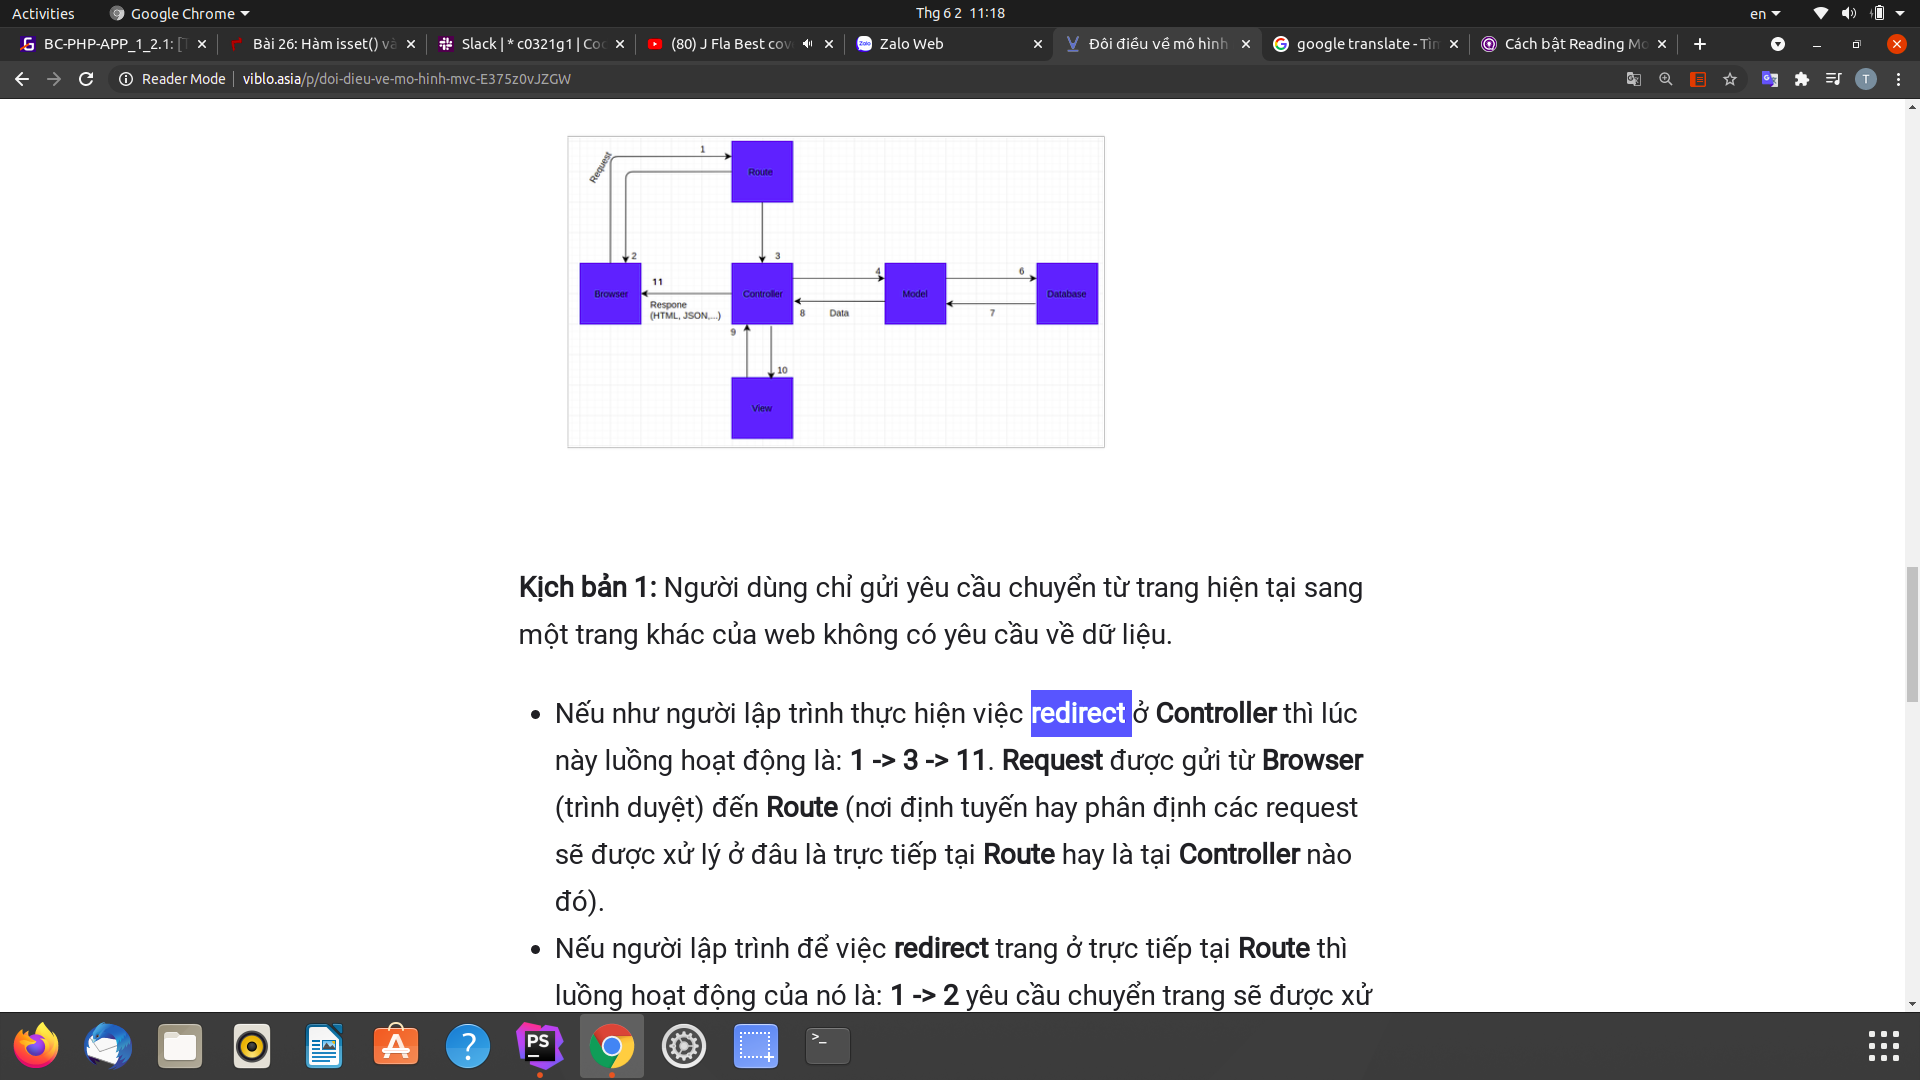 Activities Google Chrome Thg 6 2 11:18 en
BC-PHP-APP_1_2.1: [T Bài 26: Hàm isset() và Slack | * c0321g1 | Coc (80) J Fla Best cov Zalo Web Đôi điều về mô hình google translate - Tìm Cách bật Reading Mo
Reader Mode viblo.asia/p/doi-dieu-ve-mo-hinh-mvc-E375z0vJZGW T
Request 1 Route
2 3 4 6
Browser 11 Controller Model Database
Respone
(HTML, JSON,...) 8 Data 7
9
10
View
Kịch bản 1: Người dùng chỉ gửi yêu cầu chuyển từ trang hiện tại sang
một trang khác của web không có yêu cầu về dữ liệu.
• Nếu như người lập trình thực hiện việc redirect ở Controller thì lúc
này luồng hoạt động là: 1 -> 3 -> 11. Request được gửi từ Browser
(trình duyệt) đến Route (nơi định tuyến hay phân định các request
sẽ được xử lý ở đâu là trực tiếp tại Route hay là tại Controller nào
đó).
• Nếu người lập trình để việc redirect trang ở trực tiếp tại Route thì
luồng hoạt động của nó là: 1 -> 2 yêu cầu chuyển trang sẽ được xử
? PS >_